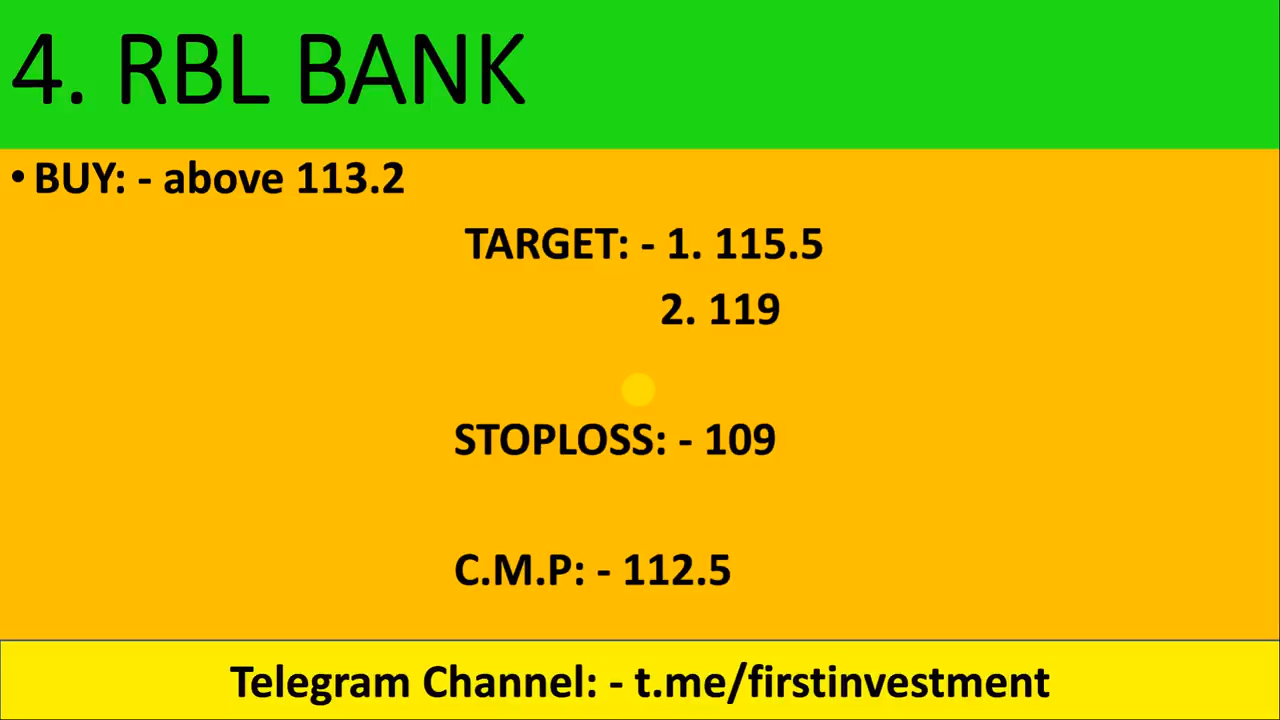 4. RBL BANK
• BUY: - above 113.2
TARGET: - 1. 115.5
2. 119
STOPLOSS: - 109
C.M.P: - 112.5
Telegram Channel: - t.me/firstinvestment